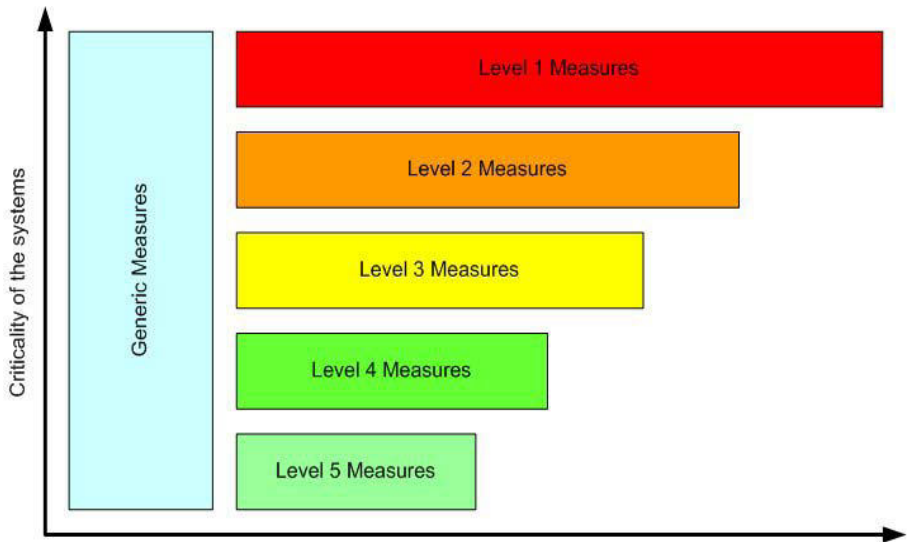 Criticality of the systems
Generic Measures
Level 1 Measures
Level 2 Measures
Level 3 Measures
Level 4 Measures
Level 5 Measures